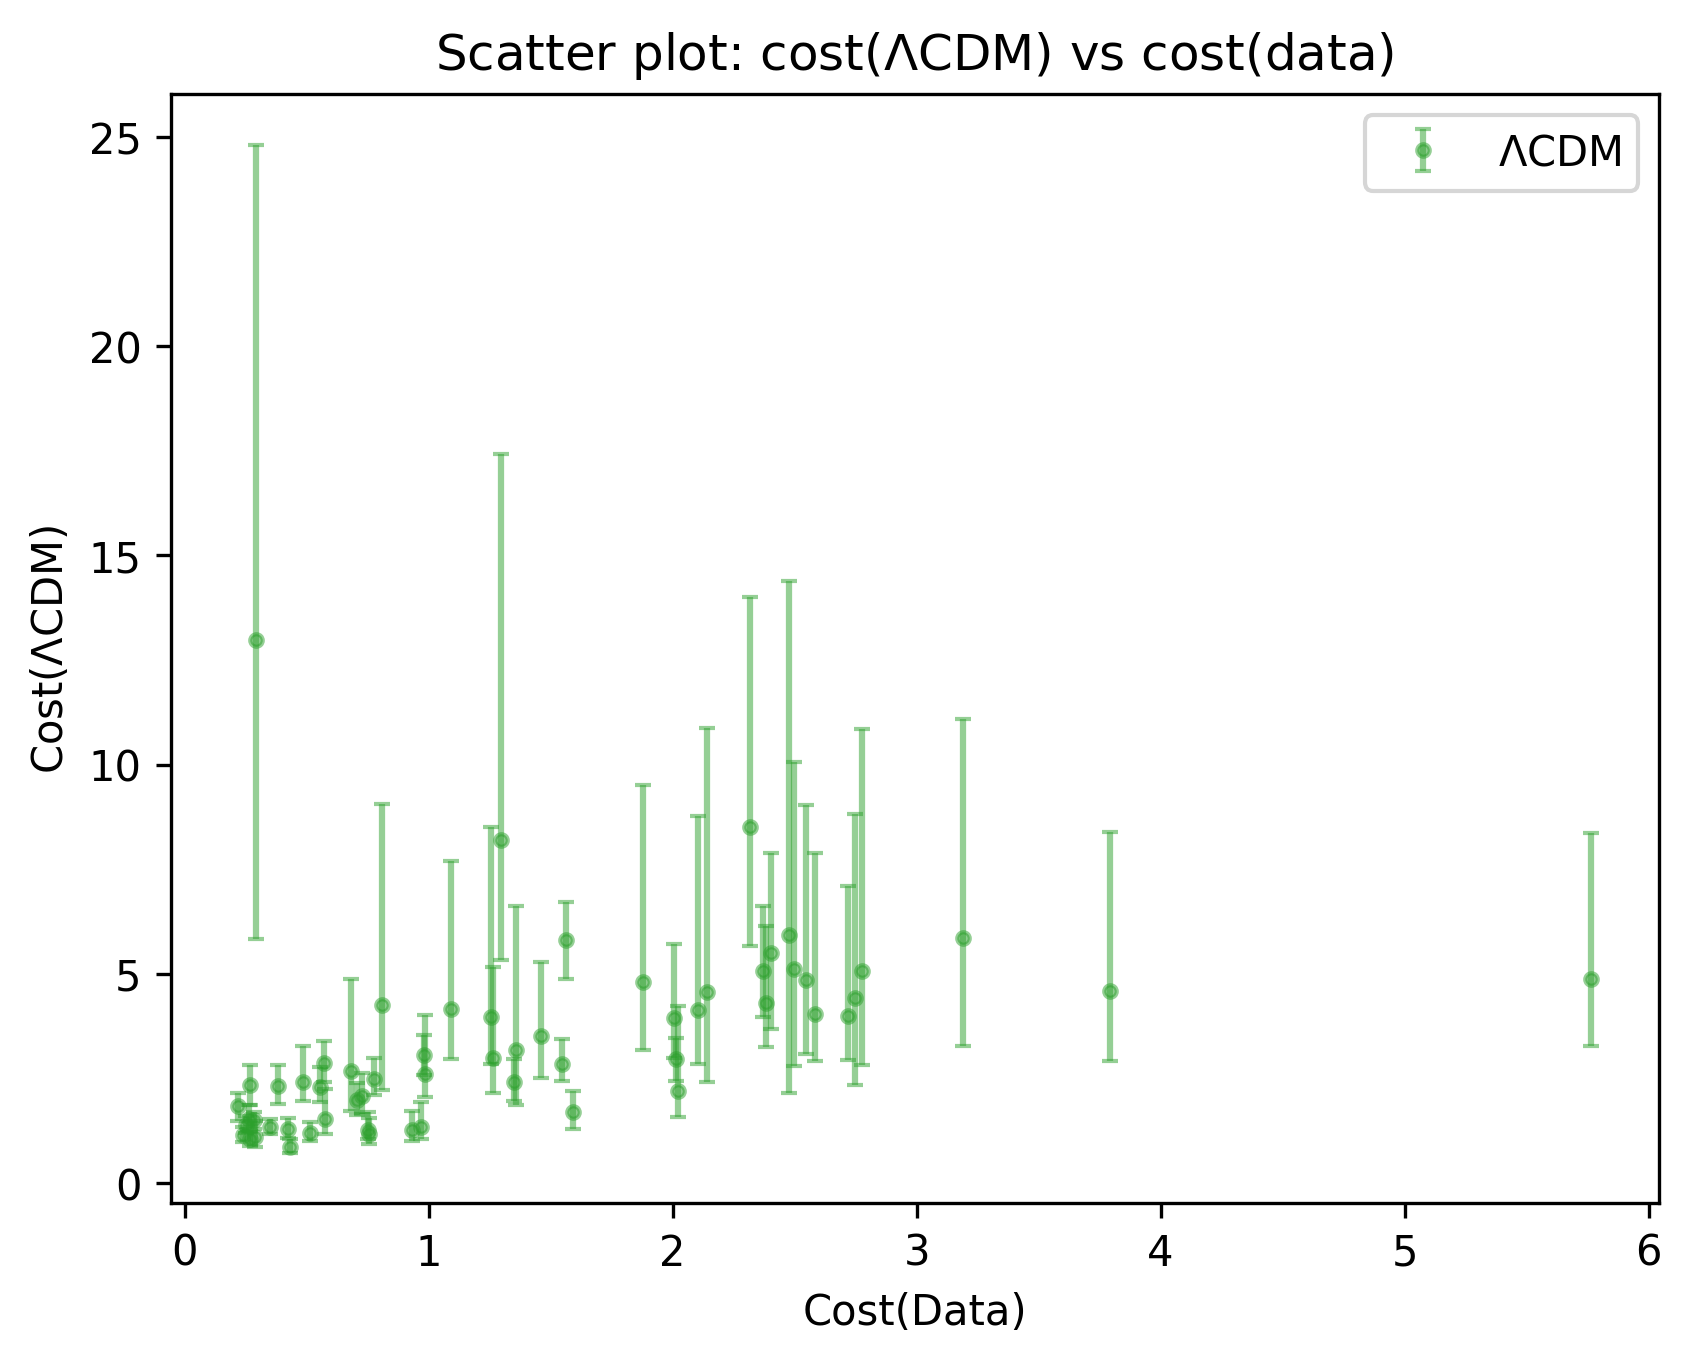 Scatter plot: cost(ΛCDM) vs cost(data)
ΛCDM
25
20
15
10
5
0
Cost(ΛCDM)
0 1 2 3 4 5 6
Cost(Data)